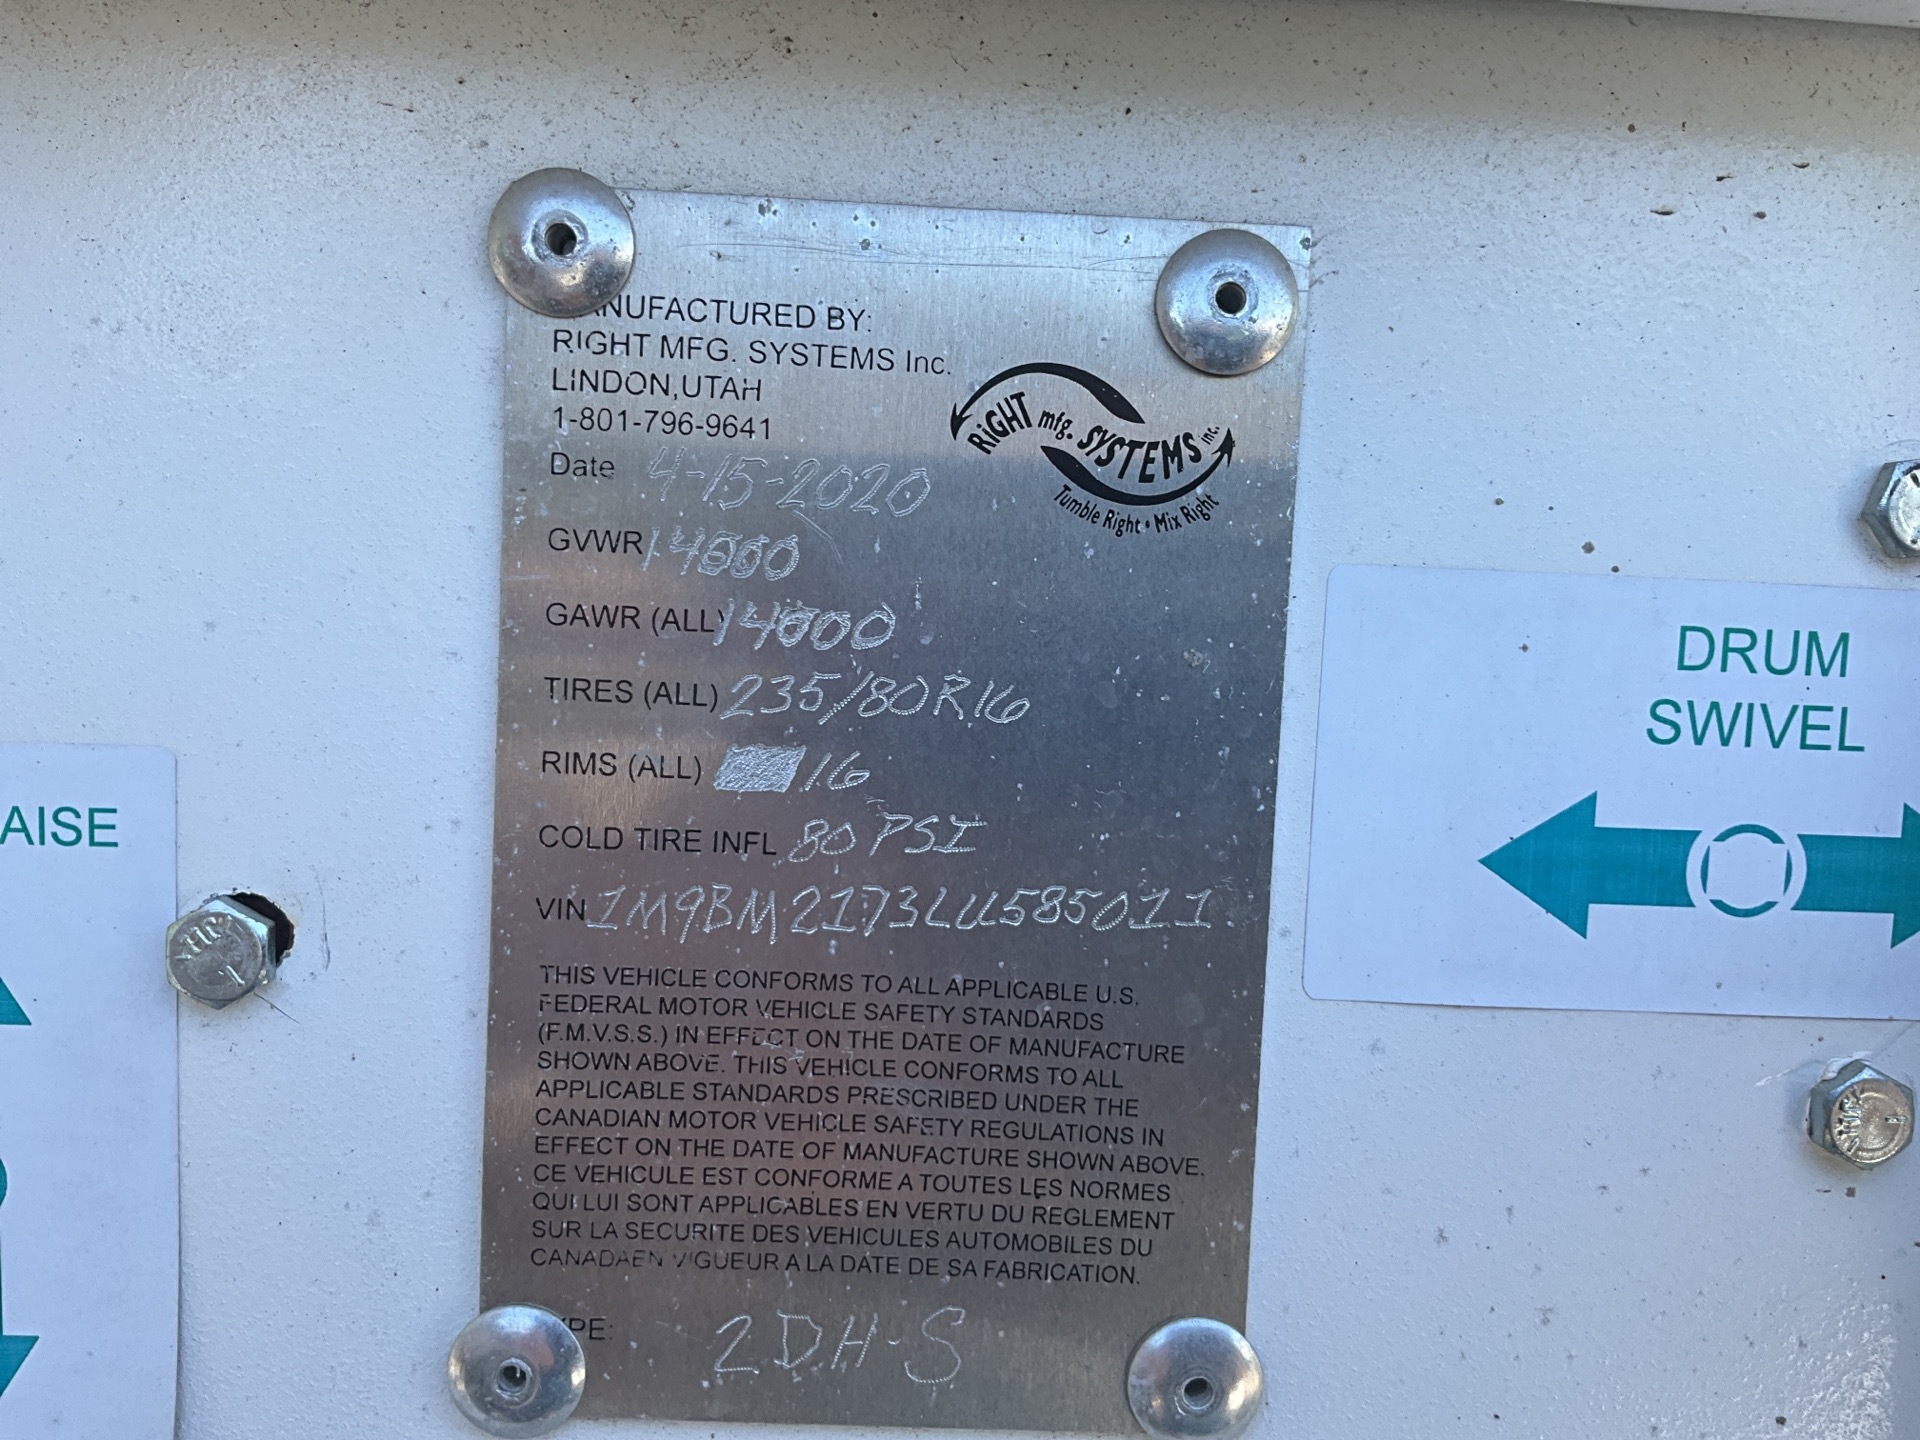 MANUFACTURED BY:
RIGHT MFG. SYSTEMS Inc.
LINDON,UTAH
1-801-796-9641
RiGHT mfg. SYSTEMS inc.
Tumble Right • Mix Right
Date 4-15-2020
GVWR 14000
GAWR (ALL) 14000
TIRES (ALL) 235/80R16
RIMS (ALL) 16
COLD TIRE INFL 80 PSI
VIN 1M9BM2173LU585011
THIS VEHICLE CONFORMS TO ALL APPLICABLE U.S.
FEDERAL MOTOR VEHICLE SAFETY STANDARDS
(F.M.V.S.S.) IN EFFECT ON THE DATE OF MANUFACTURE
SHOWN ABOVE. THIS VEHICLE CONFORMS TO ALL
APPLICABLE STANDARDS PRESCRIBED UNDER THE
CANADIAN MOTOR VEHICLE SAFETY REGULATIONS IN
EFFECT ON THE DATE OF MANUFACTURE SHOWN ABOVE.
CE VEHICULE EST CONFORME A TOUTES LES NORMES
QUI LUI SONT APPLICABLES EN VERTU DU REGLEMENT
SUR LA SECURITE DES VEHICULES AUTOMOBILES DU
CANADAEN VIGUEUR A LA DATE DE SA FABRICATION.
TYPE: 2DH-S
DRUM
SWIVEL
AISE